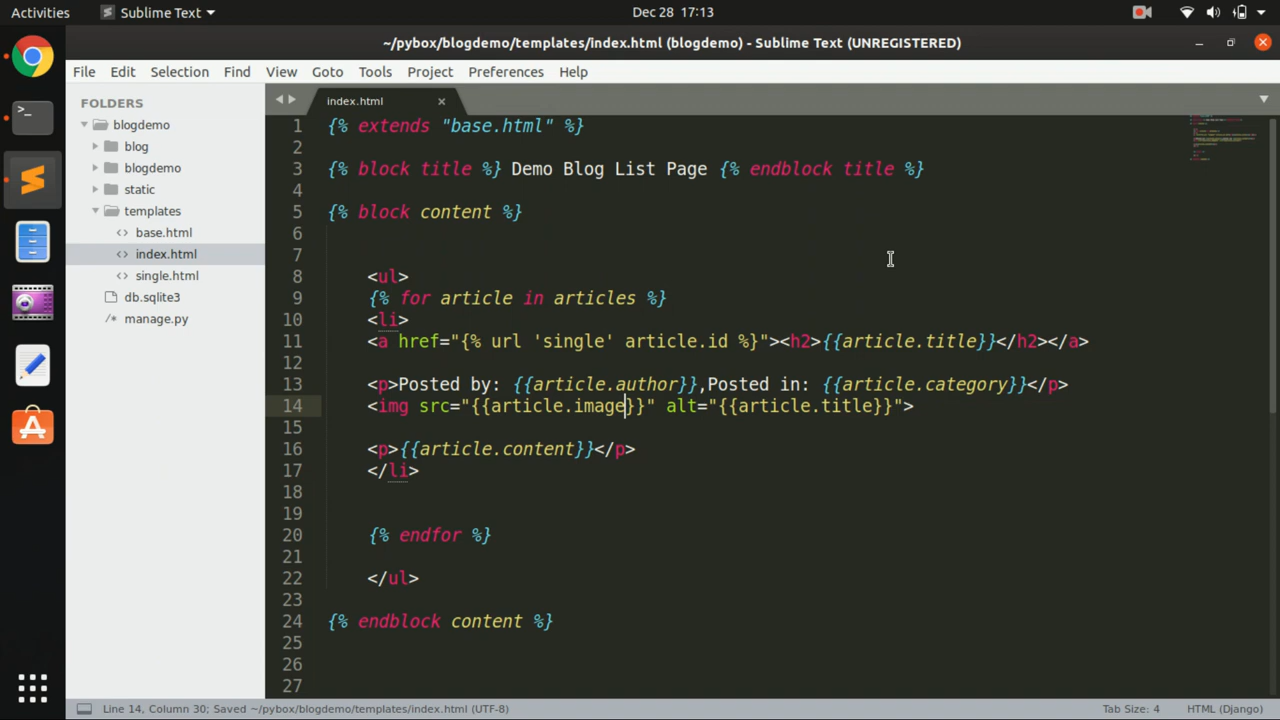 Activities
Sublime Text
Dec 28 17:13
~/pybox/blogdemo/templates/index.html (blogdemo) - Sublime Text (UNREGISTERED)
File Edit Selection View Find Goto Tools Project Preferences Help
FOLDERS
blogdemo
blog
blogdemo
static
templates
base.html
index.html
single.html
db.sqlite3
manage.py
index.html
1 {% extends "base.html" %}
2
3 {% block title %} Demo Blog List Page {% endblock title %}
4
5 {% block content %}
6
7
8 <ul>
9 {% for article in articles %}
10 <li>
11 <a href="{% url 'single' article.id %}"><h2>{{article.title}}</h2></a>
12
13 <p>Posted by: {{article.author}},Posted in: {{article.category}}</p>
14 <img src="{{article.image}}" alt="{{article.title}}">
15
16 <p>{{article.content}}</p>
17 </li>
18
19
20 {% endfor %}
21
22 </ul>
23
24 {% endblock content %}
25
26
27
Line 14, Column 30; Saved ~/pybox/blogdemo/templates/index.html (UTF-8)
Tab Size: 4
HTML (Django)